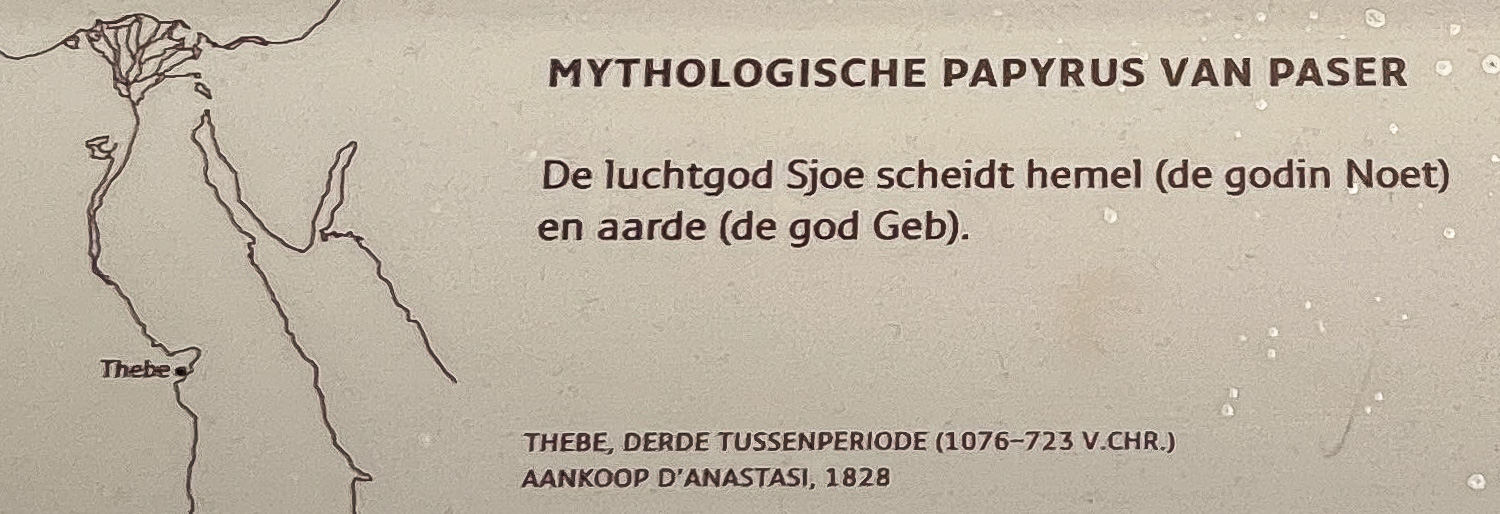 MYTHOLOGISCHE PAPYRUS VAN PASER
De luchtgod Sjoe scheidt hemel (de godin Noet)
en aarde (de god Geb).
Thebe
THEBE, DERDE TUSSENPERIODE (1076–723 V.CHR.)
AANKOOP D'ANASTASI, 1828